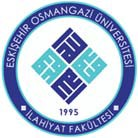 ESKİŞEHİR OSMANGAZİ ÜNİVERSİTESİ
1995
İLAHİYAT FAKÜLTESİ